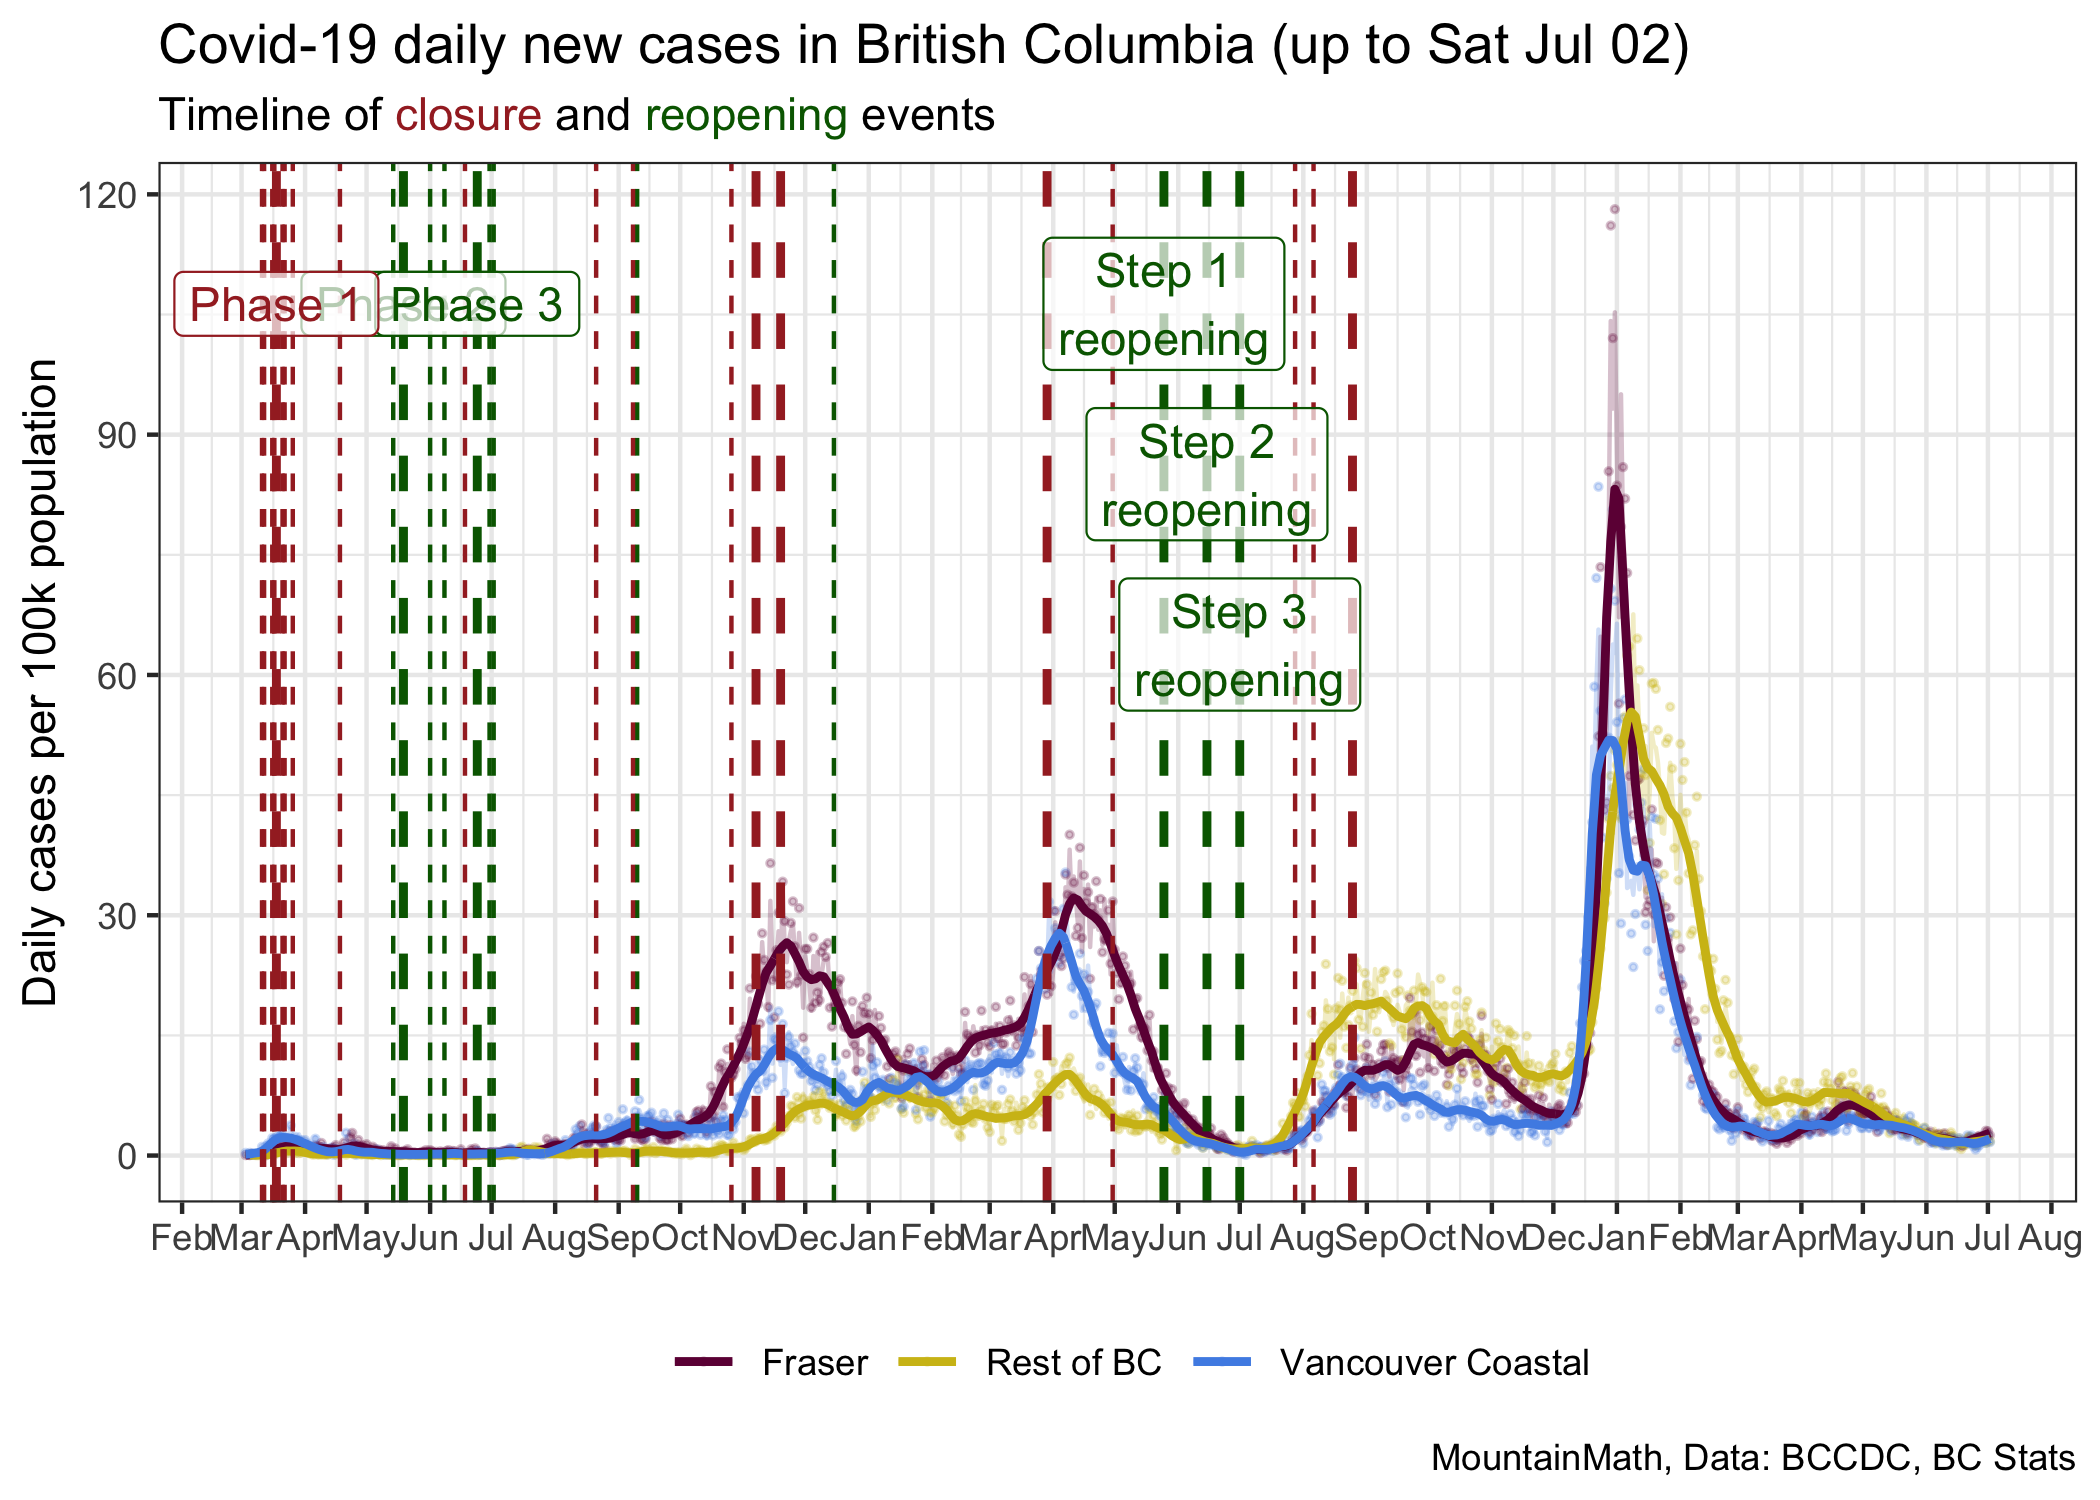 Covid-19 daily new cases in British Columbia (up to Sat Jul 02)
Timeline of closure and reopening events
Daily cases per 100k population
120
90
60
30
0
Phase 1
Phase 2
Phase 3
Step 1
reopening
Step 2
reopening
Step 3
reopening
Feb Mar Apr May Jun Jul Aug Sep Oct Nov Dec Jan Feb Mar Apr May Jun Jul Aug Sep Oct Nov Dec Jan Feb Mar Apr May Jun Jul Aug
Fraser Rest of BC Vancouver Coastal
MountainMath, Data: BCCDC, BC Stats